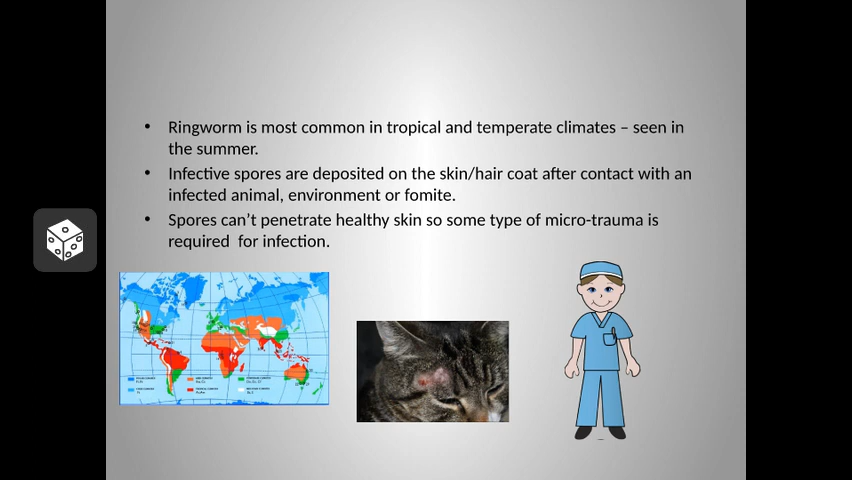 • Ringworm is most common in tropical and temperate climates – seen in
the summer.
• Infective spores are deposited on the skin/hair coat after contact with an
infected animal, environment or fomite.
• Spores can’t penetrate healthy skin so some type of micro-trauma is
required  for infection.